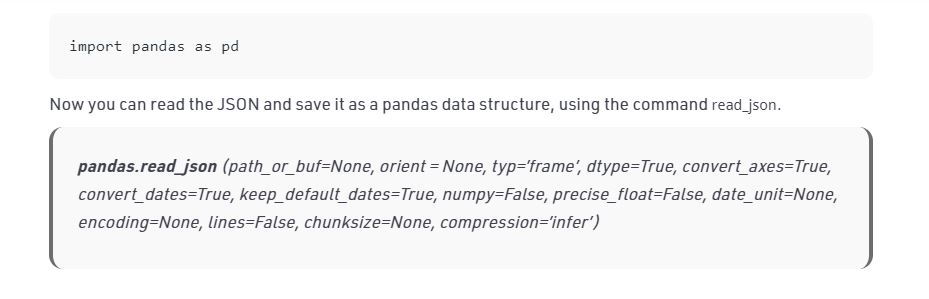 import pandas as pd
Now you can read the JSON and save it as a pandas data structure, using the command read_json.
pandas.read_json (path_or_buf=None, orient = None, typ=’frame’, dtype=True, convert_axes=True,
convert_dates=True, keep_default_dates=True, numpy=False, precise_float=False, date_unit=None,
encoding=None, lines=False, chunksize=None, compression=’infer’)